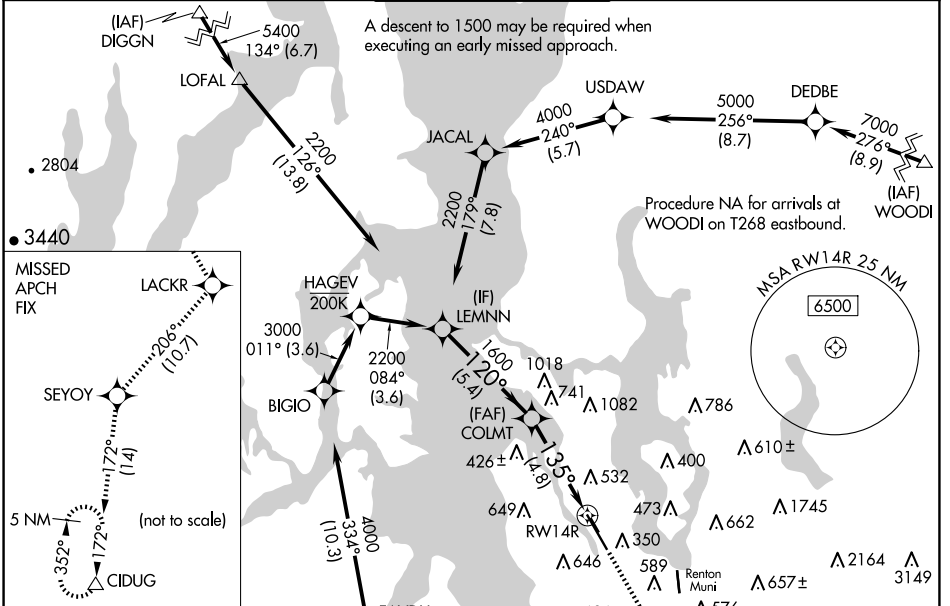 (IAF)
DIGGN
5400
134° (6.7)
A descent to 1500 may be required when
executing an early missed approach.
LOFAL
USDAW
DEDBE
4000
240°
(5.7)
5000
256°
(8.7)
7000
276°
(8.9)
(IAF)
WOODI
JACAL
2200
126°
(13.8)
2200
179°
(7.8)
2804
3440
Procedure NA for arrivals at
WOODI on T268 eastbound.
MSA RW14R 25 NM
6500
MISSED
APCH
FIX
LACKR
206°
(10.7)
SEYOY
172°
(14)
5 NM
(not to scale)
352°
172°
CIDUG
HAGEV
200K
(IF)
LEMNN
3000
011° (3.6)
2200
084°
(3.6)
BIGIO
1600
120°
(5.4)
1018
741
1082
786
(FAF)
COLMT
135°
(4.8)
426±
532
400
610±
649
473
662
1745
RW14R
350
4000
334°
(10.3)
646
589
Renton
Muni
657±
2164
3149